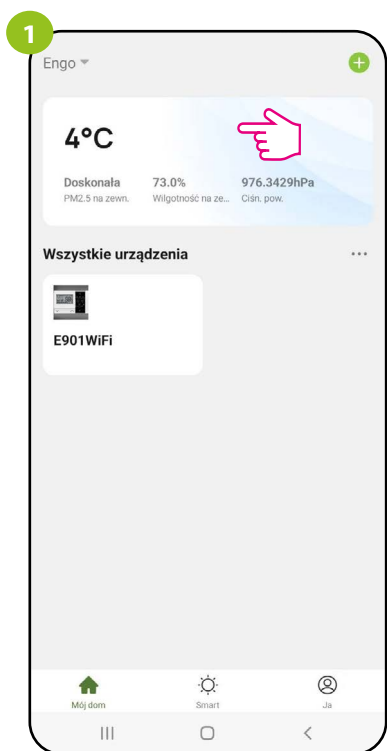 1
Engo
4°C
Doskonała 73.0% 976.3429hPa
PM2.5 na zewn. Wilgotność na ze... Ciśn. pow.
Wszystkie urządzenia
E901WiFi
Mój dom Smart Ja